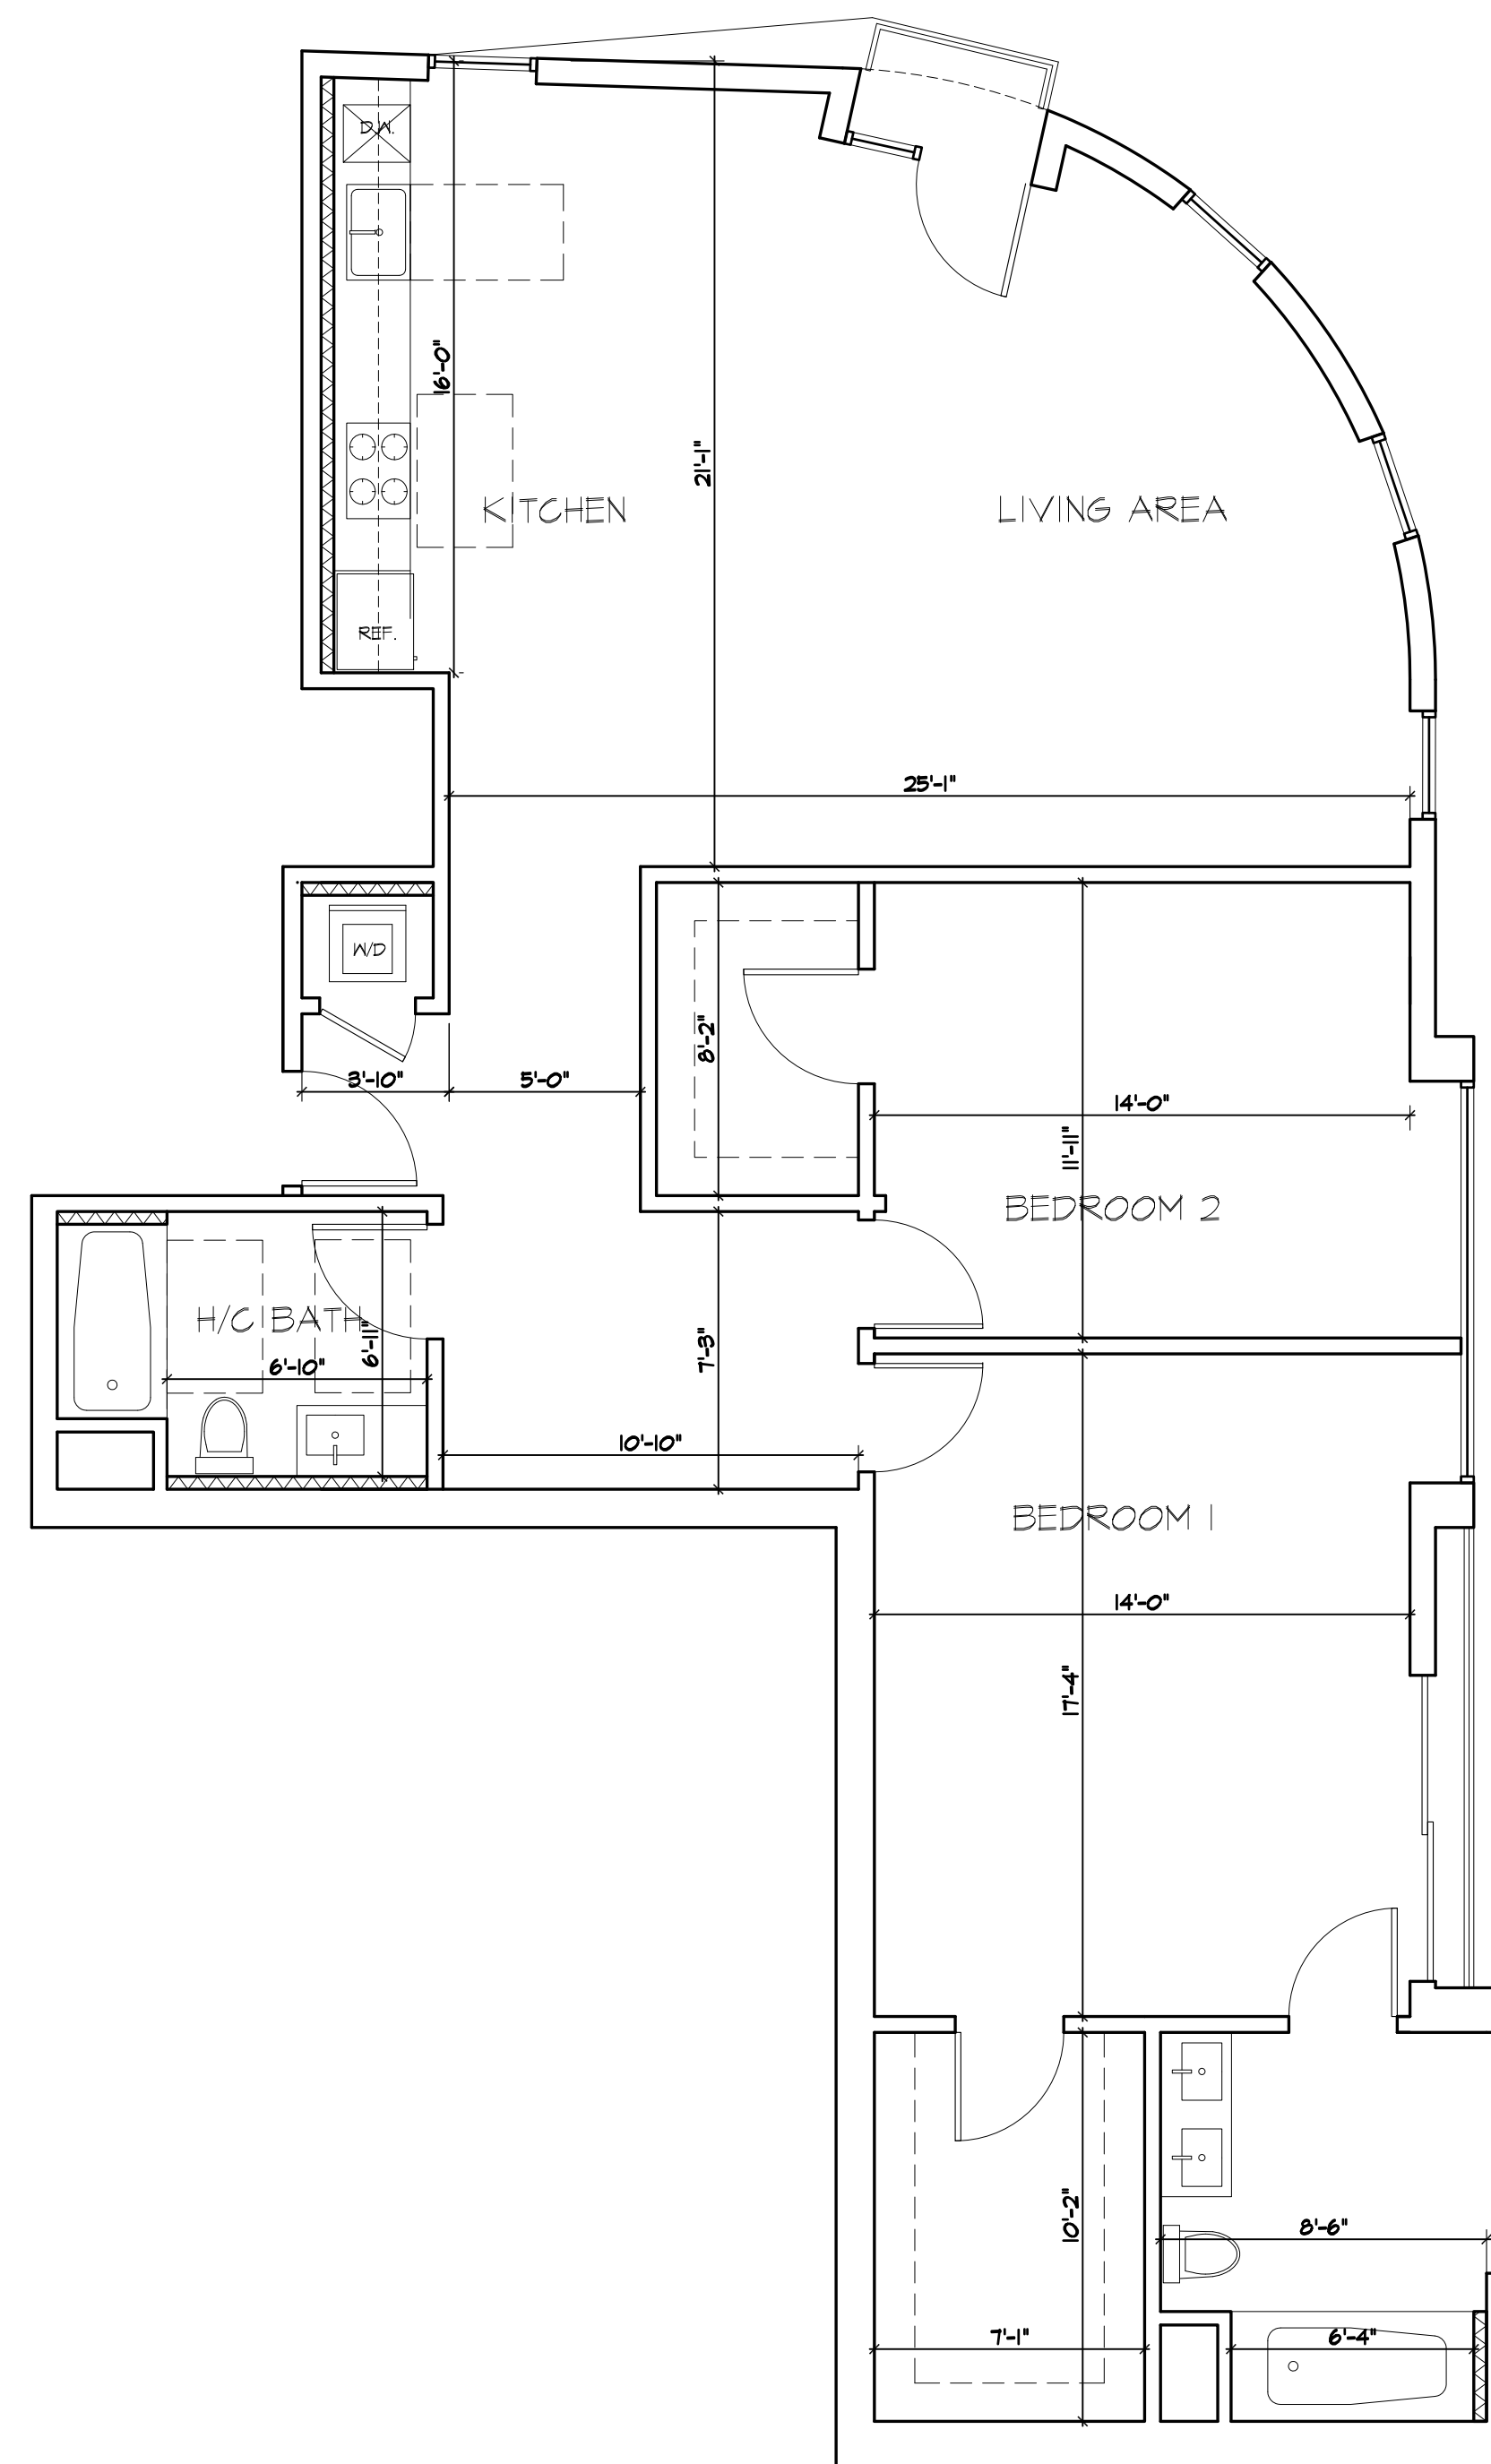 D.W.
16'-0"
21'-1"
KITCHEN
LIVING AREA
REF.
25'-1"
W/D
8'-2"
3'-10"
5'-0"
14'-0"
11'-11"
BEDROOM 2
H/C BATH
6'-11"
6'-10"
7'-3"
10'-10"
BEDROOM 1
14'-0"
17'-4"
10'-2"
8'-6"
7'-1"
6'-4"